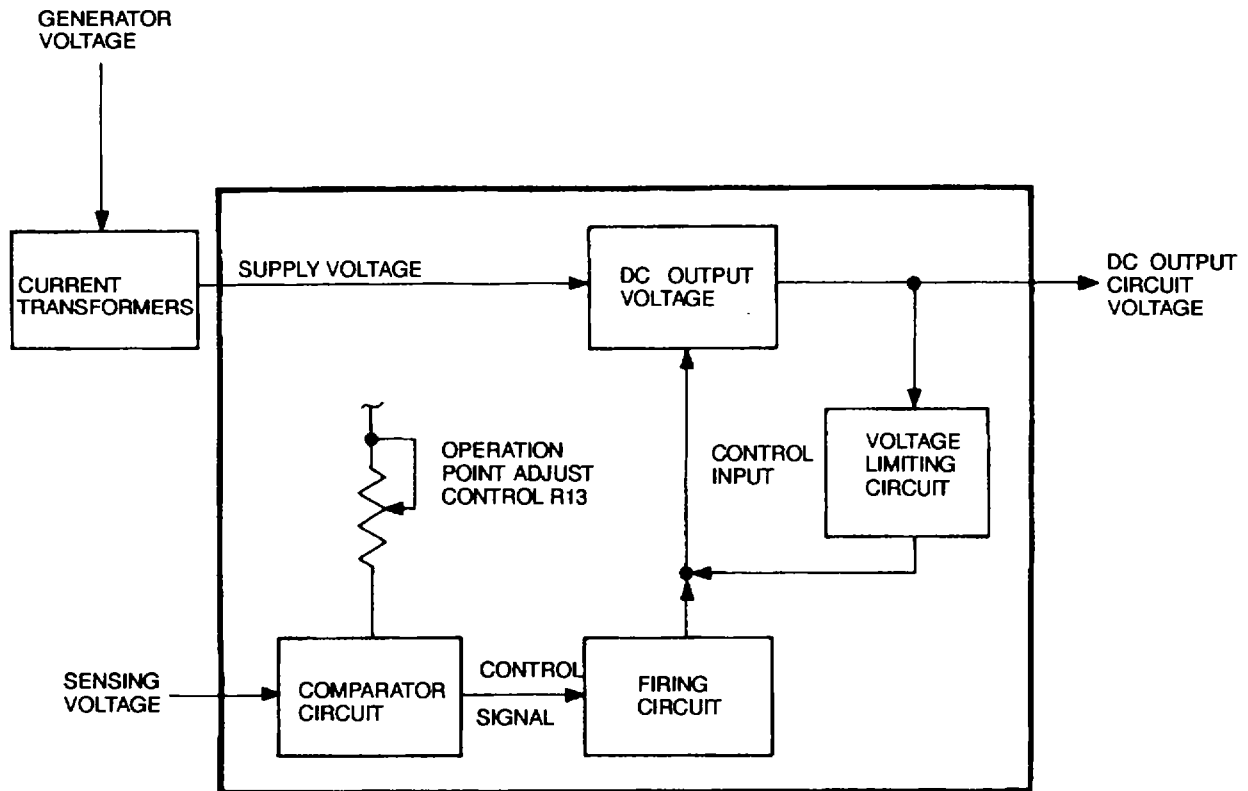 GENERATOR
VOLTAGE
CURRENT
TRANSFORMERS
SUPPLY VOLTAGE
DC OUTPUT
VOLTAGE
DC OUTPUT
CIRCUIT
VOLTAGE
OPERATION
POINT ADJUST
CONTROL R13
CONTROL
INPUT
VOLTAGE
LIMITING
CIRCUIT
SENSING
VOLTAGE
COMPARATOR
CIRCUIT
CONTROL
SIGNAL
FIRING
CIRCUIT